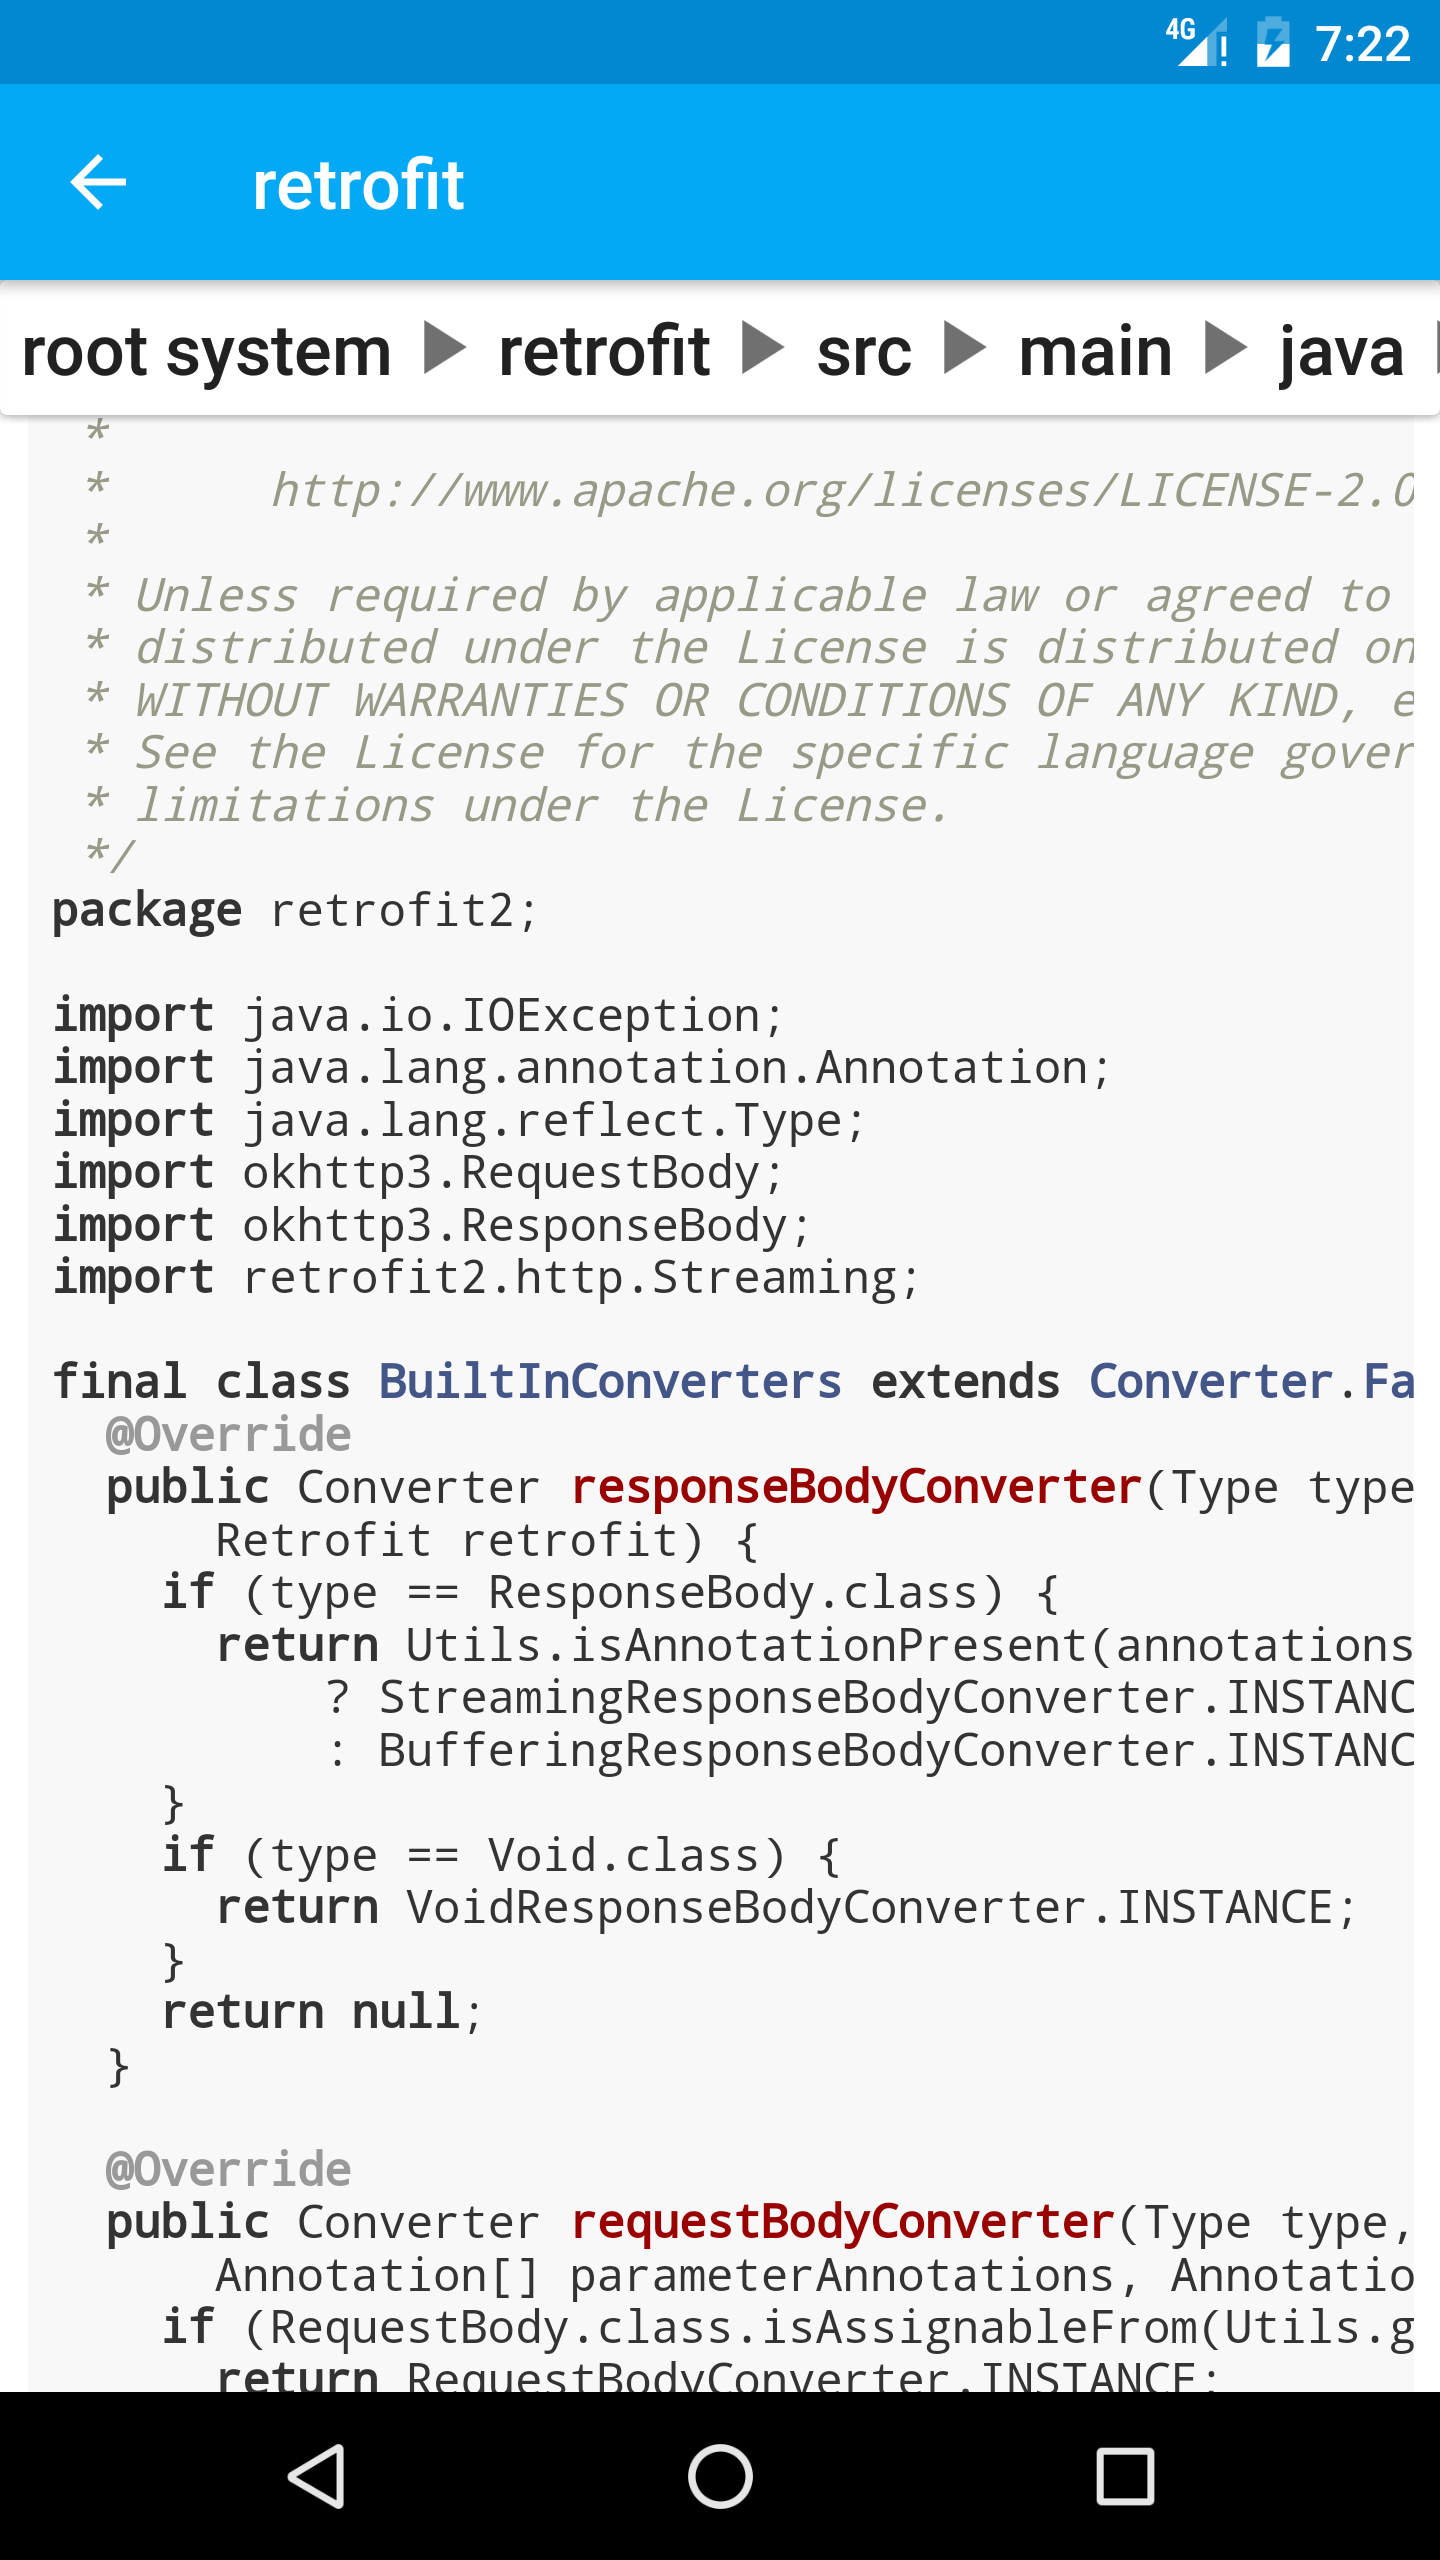 4G 7:22
retrofit
root system retrofit src main java
*
*      http://www.apache.org/licenses/LICENSE-2.0
*
* Unless required by applicable law or agreed to
* distributed under the License is distributed on
* WITHOUT WARRANTIES OR CONDITIONS OF ANY KIND, e
* See the License for the specific language gover
* limitations under the License.
*/
package retrofit2;
import java.io.IOException;
import java.lang.annotation.Annotation;
import java.lang.reflect.Type;
import okhttp3.RequestBody;
import okhttp3.ResponseBody;
import retrofit2.http.Streaming;
final class BuiltInConverters extends Converter.Fa
  @Override
  public Converter responseBodyConverter(Type type
      Retrofit retrofit) {
    if (type == ResponseBody.class) {
      return Utils.isAnnotationPresent(annotations
          ? StreamingResponseBodyConverter.INSTANC
          : BufferingResponseBodyConverter.INSTANC
    }
    if (type == Void.class) {
      return VoidResponseBodyConverter.INSTANCE;
    }
    return null;
  }
  @Override
  public Converter requestBodyConverter(Type type,
      Annotation[] parameterAnnotations, Annotatio
    if (RequestBody.class.isAssignableFrom(Utils.g
      return RequestBodyConverter.INSTANCE;